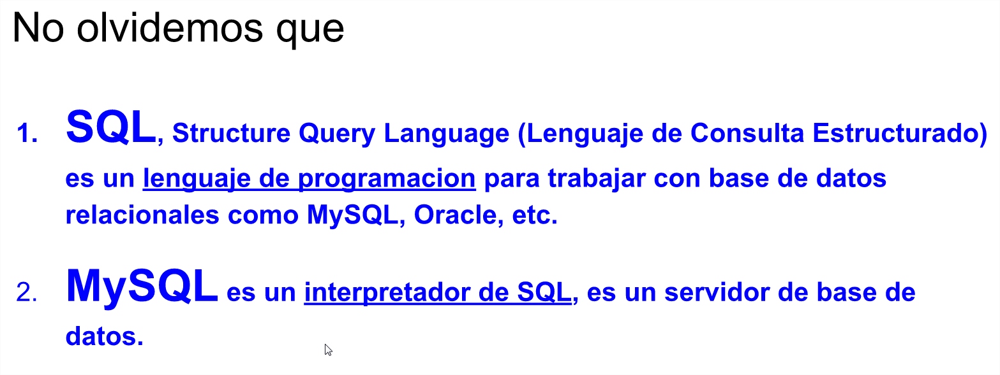 No olvidemos que
1. SQL, Structure Query Language (Lenguaje de Consulta Estructurado)
es un lenguaje de programacion para trabajar con base de datos
relacionales como MySQL, Oracle, etc.
2. MySQL es un interpretador de SQL, es un servidor de base de
datos.